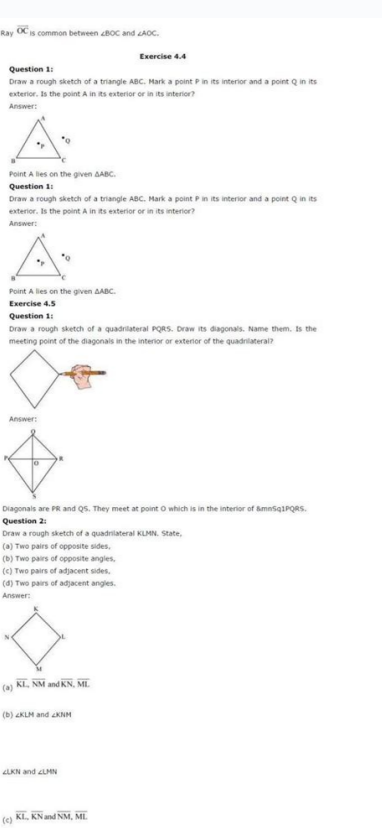 Ray OC is common between ∠BOC and ∠AOC.
Exercise 4.4
Question 1:
Draw a rough sketch of a triangle ABC. Mark a point P in its interior and a point Q in its
exterior. Is the point A in its exterior or in its interior?
Answer:
A
P
Q
B
C
Point A lies on the given ΔABC.
Question 1:
Draw a rough sketch of a triangle ABC. Mark a point P in its interior and a point Q in its
exterior. Is the point A in its exterior or in its interior?
Answer:
A
P
Q
B
C
Point A lies on the given ΔABC.
Exercise 4.5
Question 1:
Draw a rough sketch of a quadrilateral PQRS. Draw its diagonals. Name them. Is the
meeting point of the diagonals in the interior or exterior of the quadrilateral?
Answer:
Q
P
R
O
S
Diagonals are PR and QS. They meet at point O which is in the interior of &mnSq1PQRS.
Question 2:
Draw a rough sketch of a quadrilateral KLMN. State,
(a) Two pairs of opposite sides,
(b) Two pairs of opposite angles,
(c) Two pairs of adjacent sides,
(d) Two pairs of adjacent angles.
Answer:
K
N
L
M
(a) KL, NM and KN, ML
(b) ∠KLM and ∠KNM
∠LKN and ∠LMN
(c) KL, KN and NM, ML